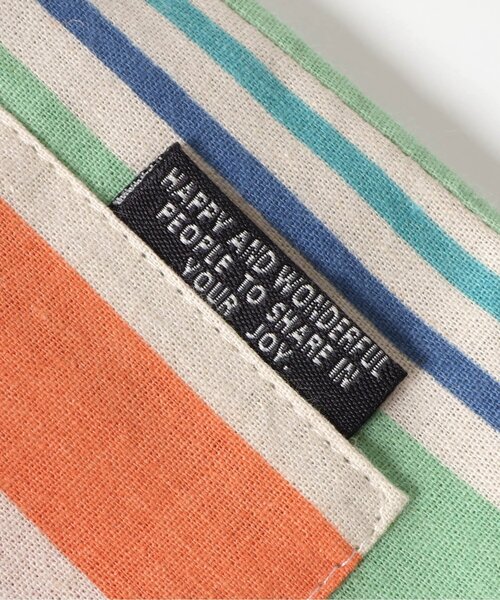 HAPPY AND WONDERFUL
PEOPLE TO SHARE IN
YOUR JOY.